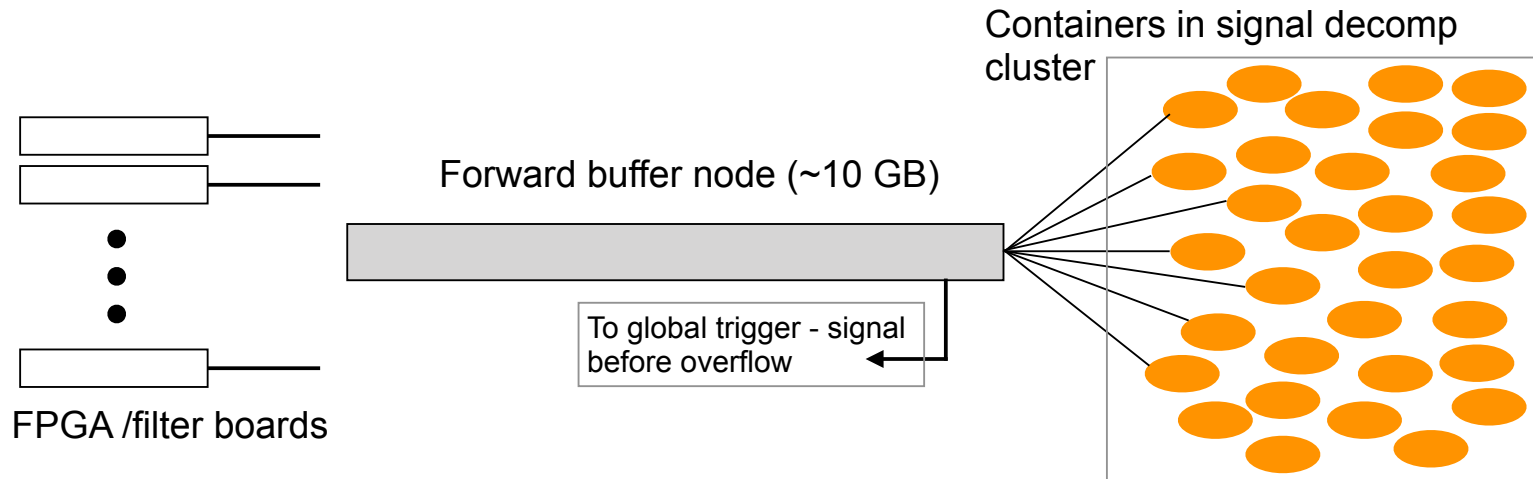 Containers in signal decomp
cluster
Forward buffer node (~10 GB)
To global trigger - signal
before overflow
FPGA /filter boards